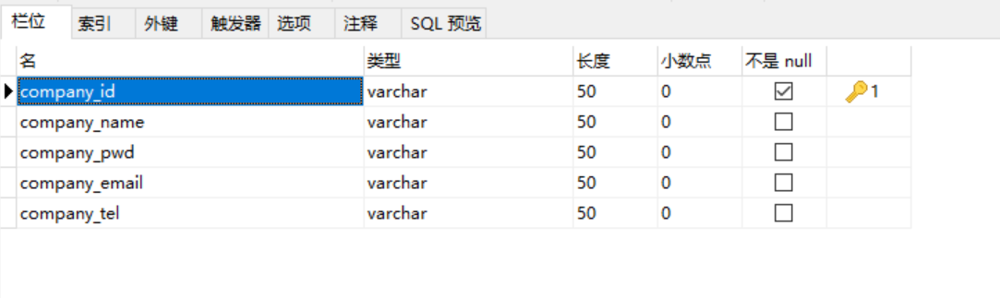 栏位 索引 外键 触发器 选项 注释 SQL 预览
名 类型 长度 小数点 不是 null
company_id varchar 50 0 1
company_name varchar 50 0
company_pwd varchar 50 0
company_email varchar 50 0
company_tel varchar 50 0